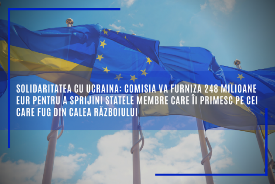 SOLIDARITATEA CU UCRAINA: COMISIA VA FURNIZA 248 MILIOANE
EUR PENTRU A SPRIJINI STATELE MEMBRE CARE ÎI PRIMESC PE CEI
CARE FUG DIN CALEA RĂZBOIULUI